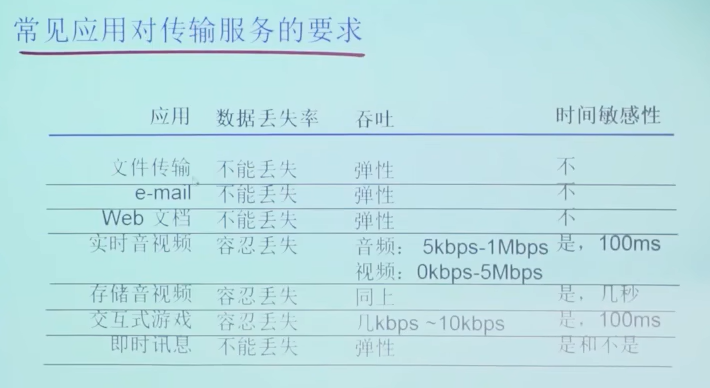 常见应用对传输服务的要求
应用 数据丢失率 吞吐 时间敏感性
文件传输 不能丢失 弹性 不
e-mail 不能丢失 弹性 不
Web 文档 不能丢失 弹性 不
实时音视频 容忍丢失 音频： 5kbps-1Mbps 是，100ms
视频：0kbps-5Mbps
存储音视频 容忍丢失 同上 是，几秒
交互式游戏 容忍丢失 几kbps ~10kbps 是，100ms
即时讯息 不能丢失 弹性 是和不是